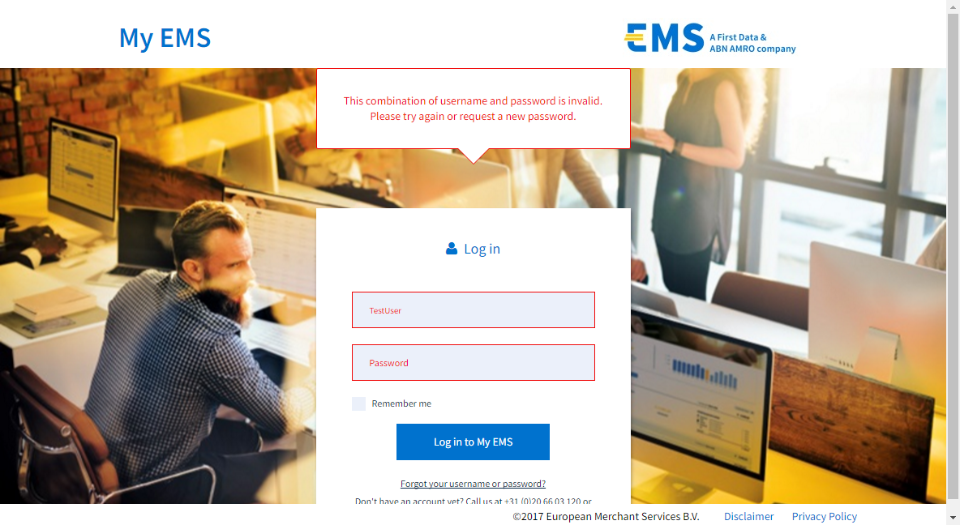 My EMS
EMS
A First Data &
ABN AMRO company
This combination of username and password is invalid.
Please try again or request a new password.
Log in
TestUser
Password
Remember me
Log in to My EMS
Forgot your username or password?
Don't have an account yet? Call us at +31 (0)20 66 03 120 or
©2017 European Merchant Services B.V.
Disclaimer
Privacy Policy